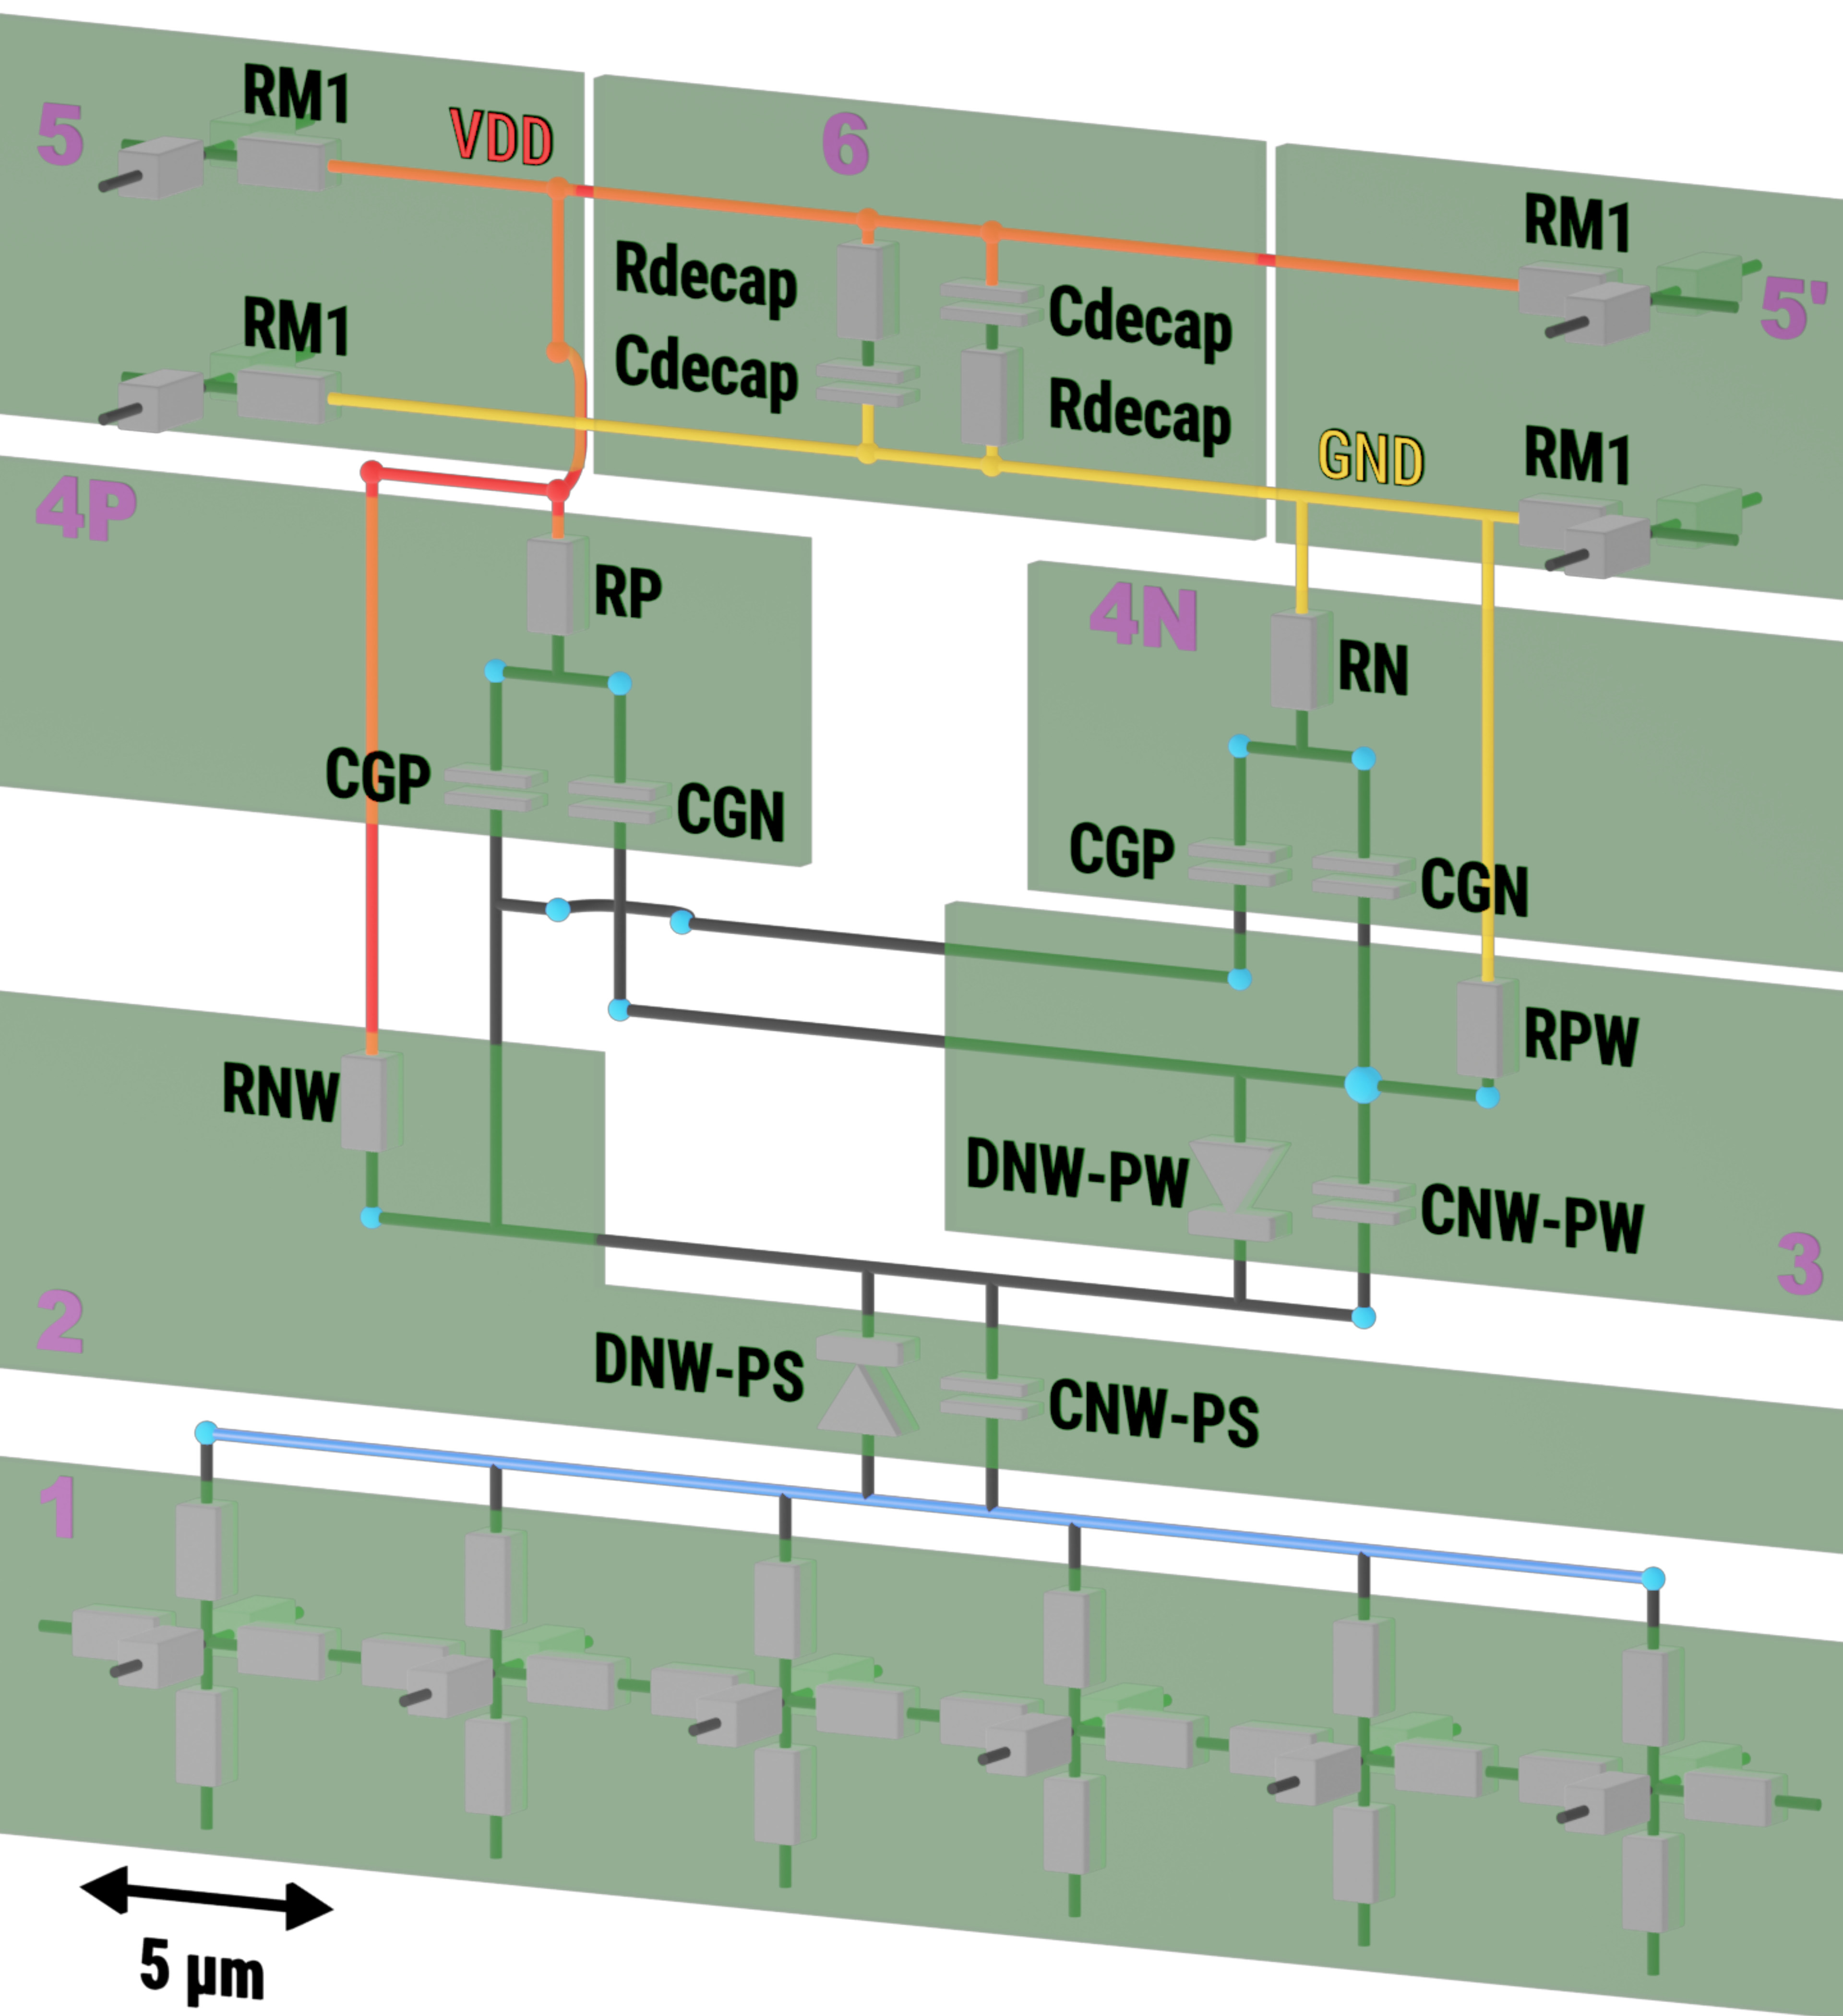 5
RM1
VDD
6
RM1
5'
Rdecap
Cdecap
RM1
Cdecap
Rdecap
GND
RM1
4P
RP
4N
RN
CGP
CGN
CGP
CGN
RNW
RPW
DNW-PW
CNW-PW
3
2
DNW-PS
CNW-PS
1
5 μm